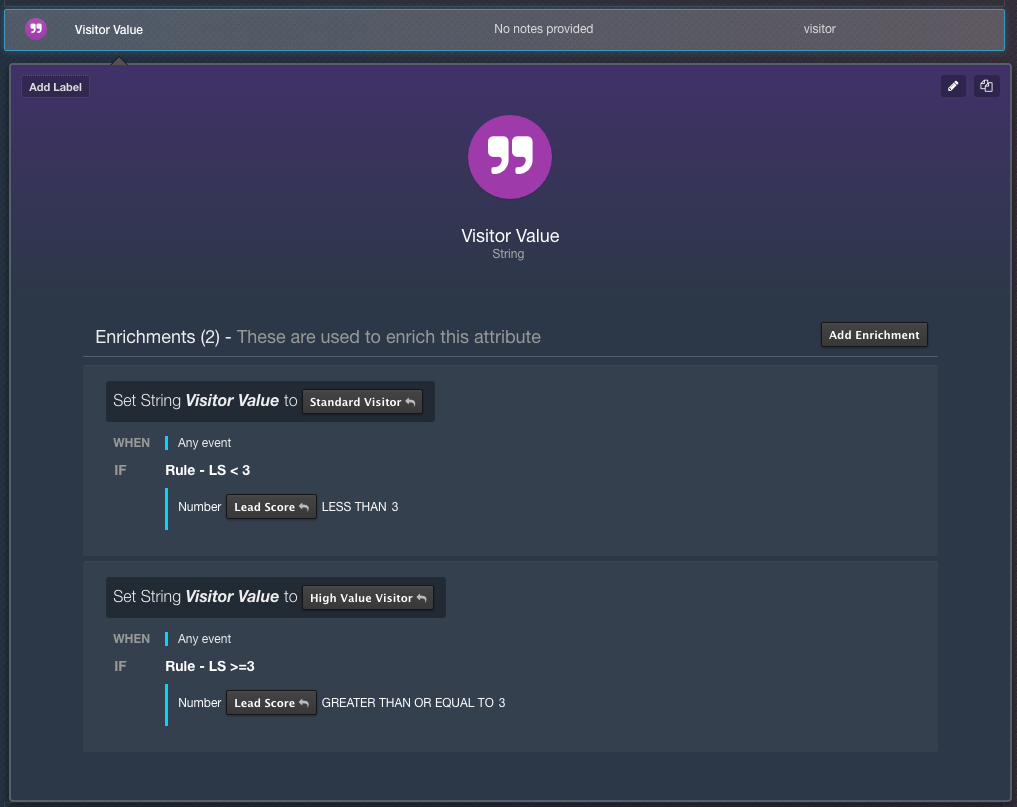 Visitor Value No notes provided visitor
Add Label
Visitor Value
String
Enrichments (2) - These are used to enrich this attribute Add Enrichment
Set String Visitor Value to Standard Visitor
WHEN Any event
IF Rule - LS < 3
Number Lead Score LESS THAN 3
Set String Visitor Value to High Value Visitor
WHEN Any event
IF Rule - LS >=3
Number Lead Score GREATER THAN OR EQUAL TO 3